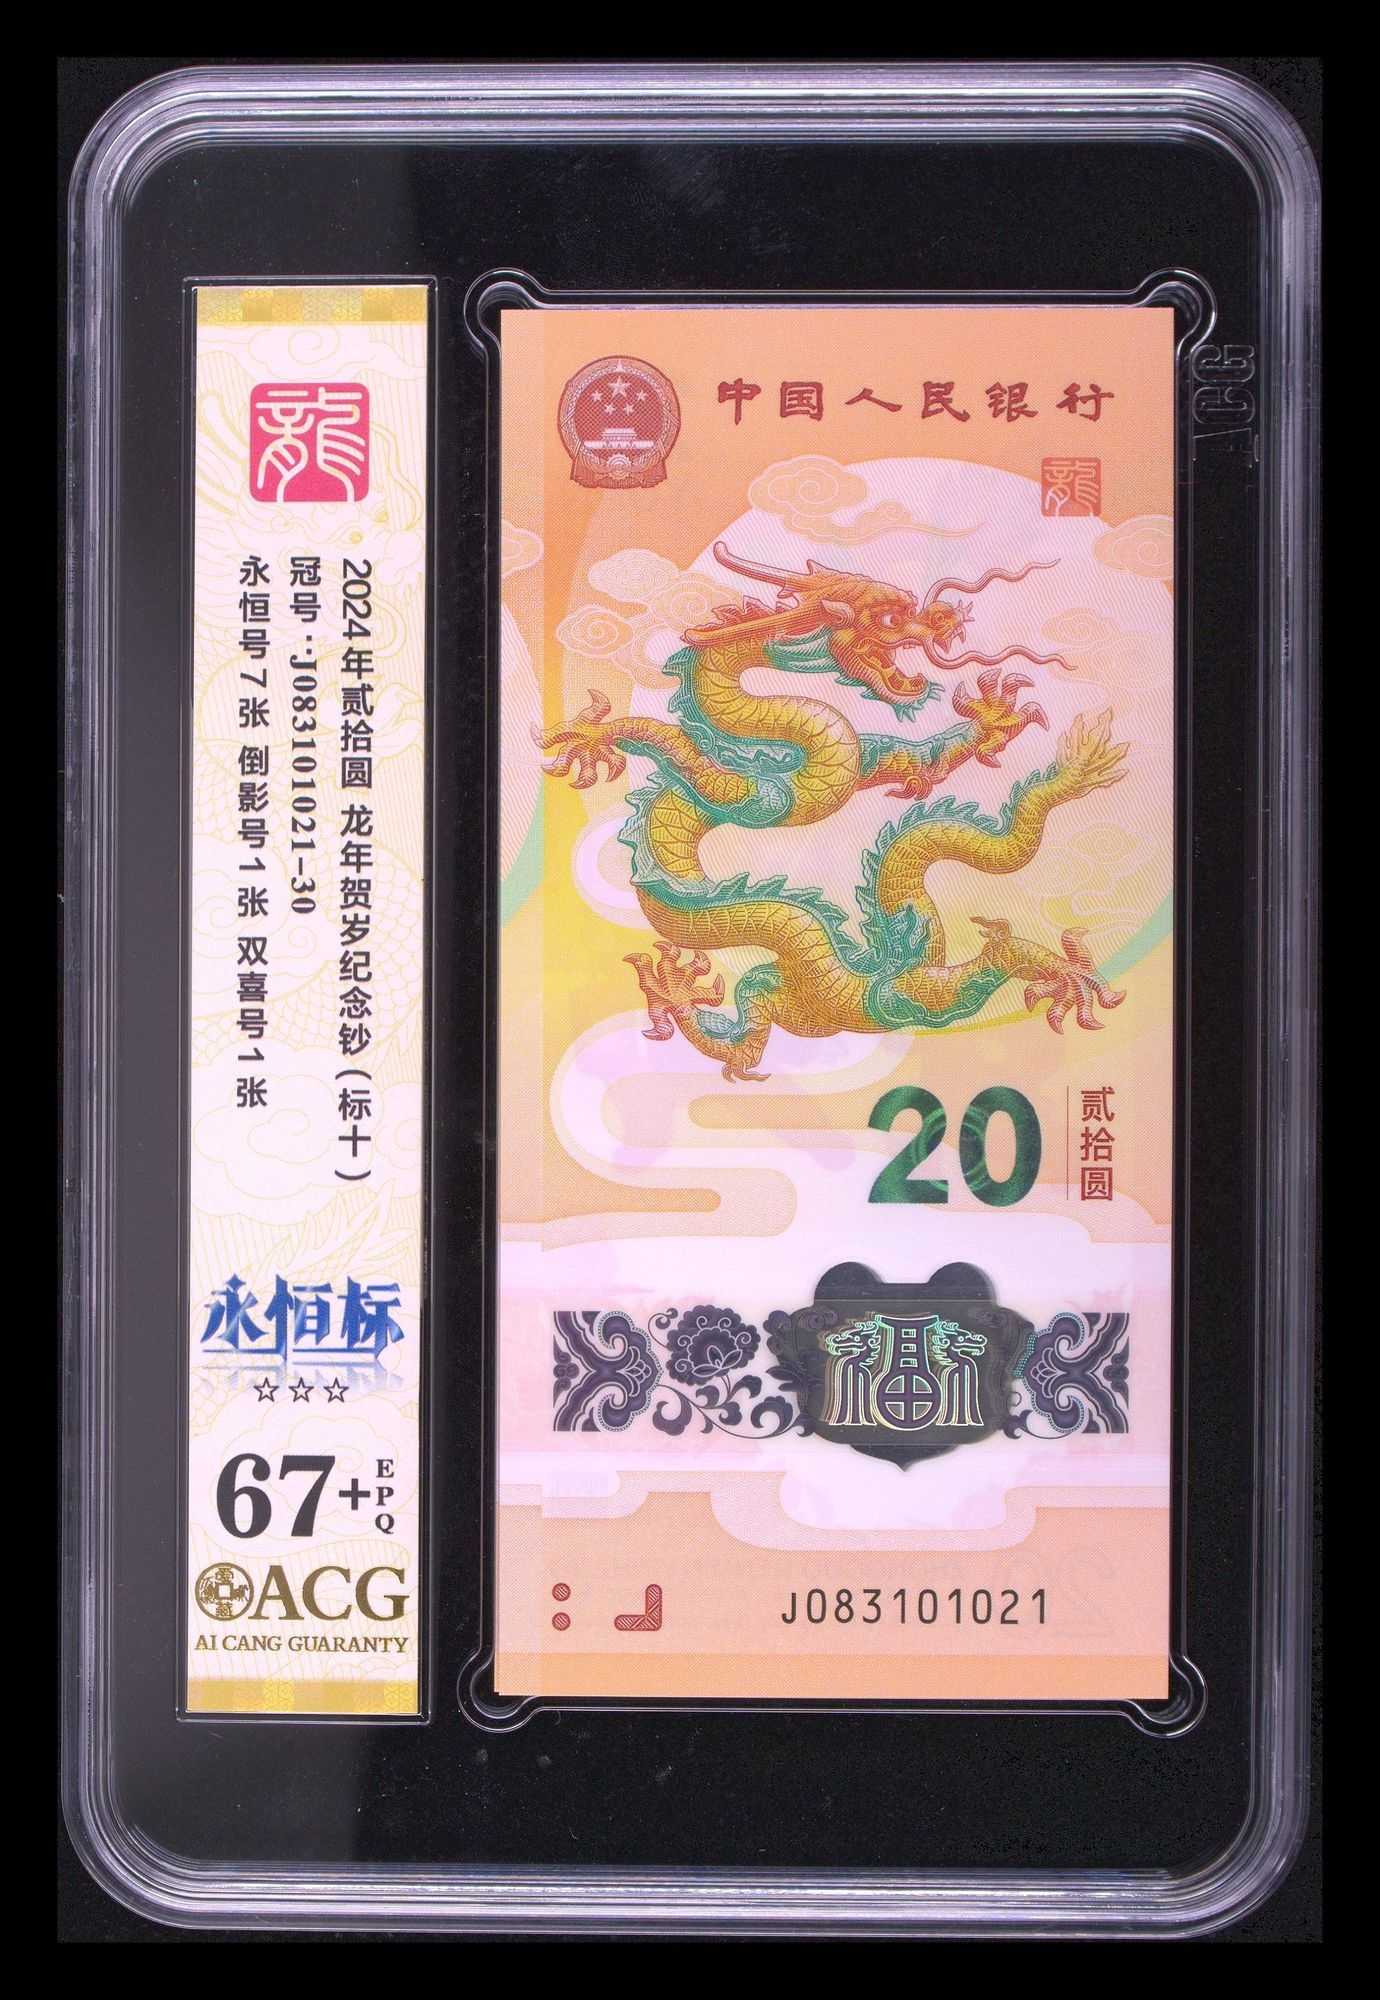 龍
2024年贰拾圆 龙年贺岁纪念钞(标十)
冠号:J083101021-30
永恒号7张 倒影号1张 双喜号1张
永恒标
☆☆☆
67+
EPQ
ACG
AI CANG GUARANTY
中国人民银行
龍
20
贰拾圆
福
J083101021
ACG